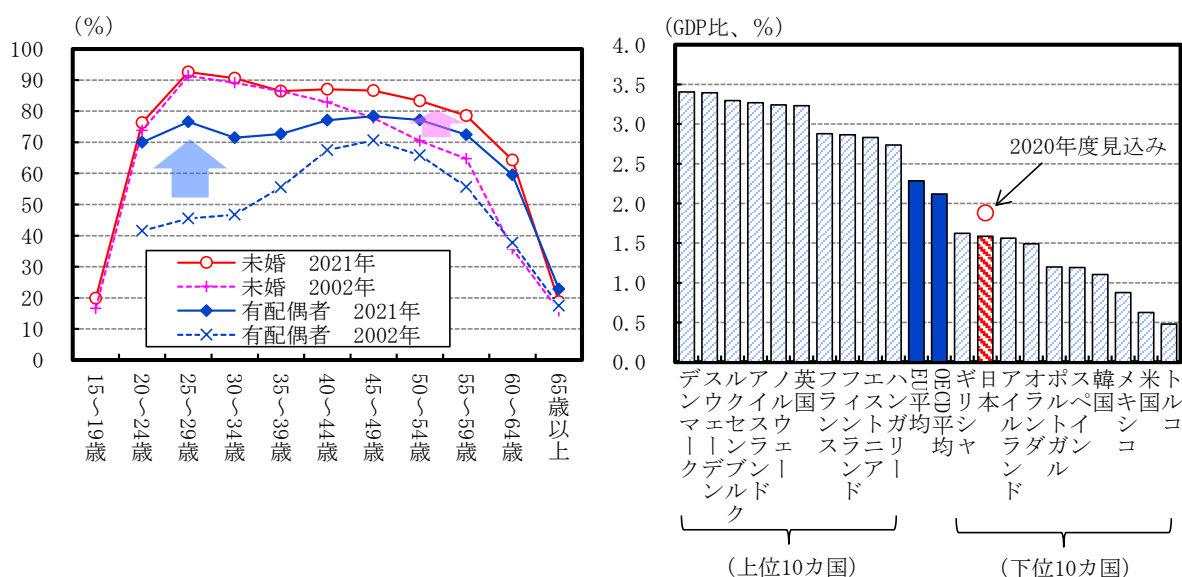 (%)
100
90
80
70
60
50
40
30
20
10
0
未婚 2021年
未婚 2002年
有配偶者 2021年
有配偶者 2002年
15~19歳
20~24歳
25~29歳
30~34歳
35~39歳
40~44歳
45~49歳
50~54歳
55~59歳
60~64歳
65歳以上
(GDP比、%)
4.0
3.5
3.0
2.5
2.0
1.5
1.0
0.5
0.0
2020年度見込み
デンマーク
スウェーデン
ルクセンブルク
アイスランド
ノルウェー
英国
フランス
フィンランド
エストニア
ハンガリー
EU平均
OECD平均
ギリシャ
日本
アイルランド
オランダ
ポルトガル
スペイン
韓国
メキシコ
米国
トルコ
(上位10カ国)
(下位10カ国)